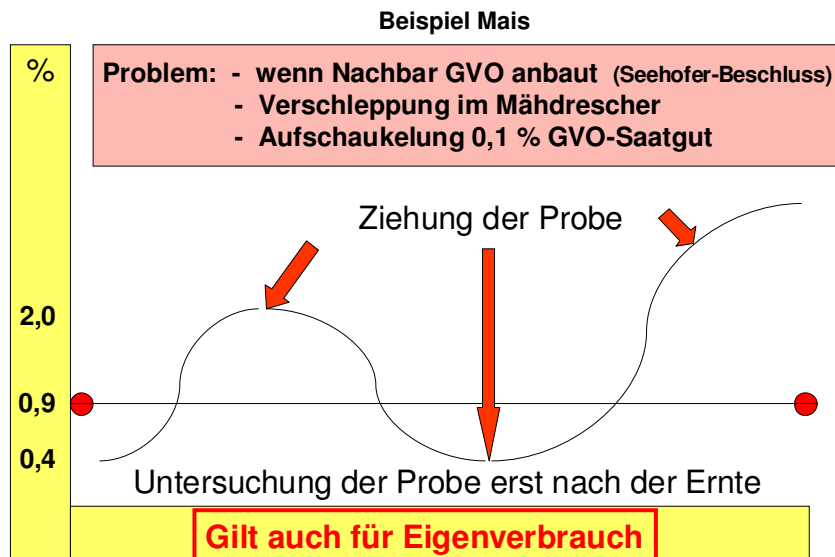 Beispiel Mais
%
Problem: - wenn Nachbar GVO anbaut (Seehofer-Beschluss)
- Verschleppung im Mähdrescher
- Aufschaukelung 0,1 % GVO-Saatgut
Ziehung der Probe
2,0
0,9
0,4
Untersuchung der Probe erst nach der Ernte
Gilt auch für Eigenverbrauch